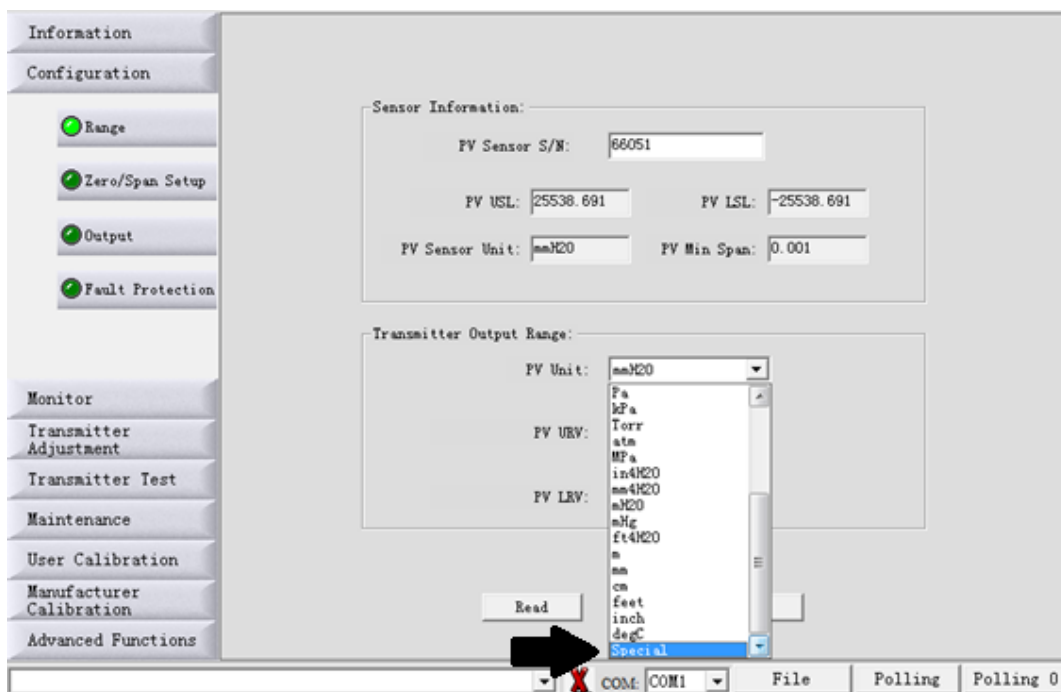 Information
Configuration
Range
Zero/Span Setup
Output
Fault Protection
Monitor
Transmitter
Adjustment
Transmitter Test
Maintenance
User Calibration
Manufacturer
Calibration
Advanced Functions
Sensor Information:
PV Sensor S/N: 66051
PV USL: 25538.691 PV LSL: -25538.691
PV Sensor Unit: mmH2O PV Min Span: 0.001
Transmitter Output Range:
PV Unit: mmH2O
PV URV:
PV LRV:
Pa
kPa
Torr
atm
MPa
in4H2O
mm4H2O
mH2O
mHg
ft4H2O
m
mm
cm
feet
inch
degC
Special
Read
COM: COM1 File Polling Polling 0